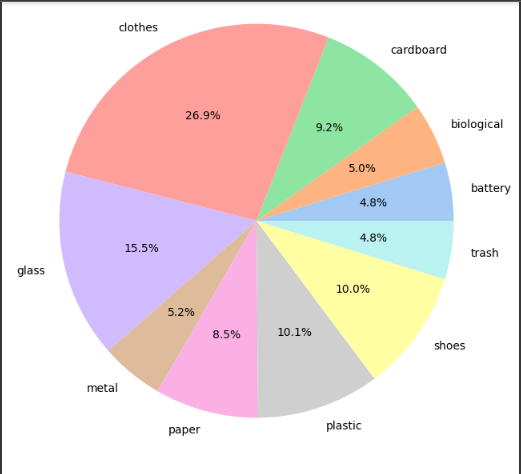 clothes
cardboard
26.9%
9.2%
biological
5.0%
battery
4.8%
4.8%
trash
15.5%
glass
10.0%
5.2%
10.1%
8.5%
shoes
metal
plastic
paper